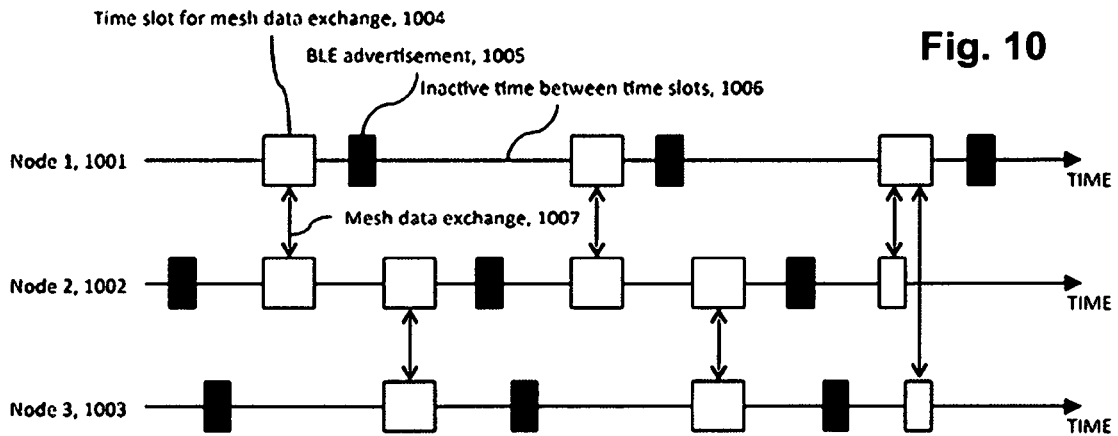 Time slot for mesh data exchange, 1004
Fig. 10
BLE advertisement, 1005
Inactive time between time slots, 1006
Node 1, 1001
TIME
Mesh data exchange, 1007
Node 2, 1002
TIME
Node 3, 1003
TIME